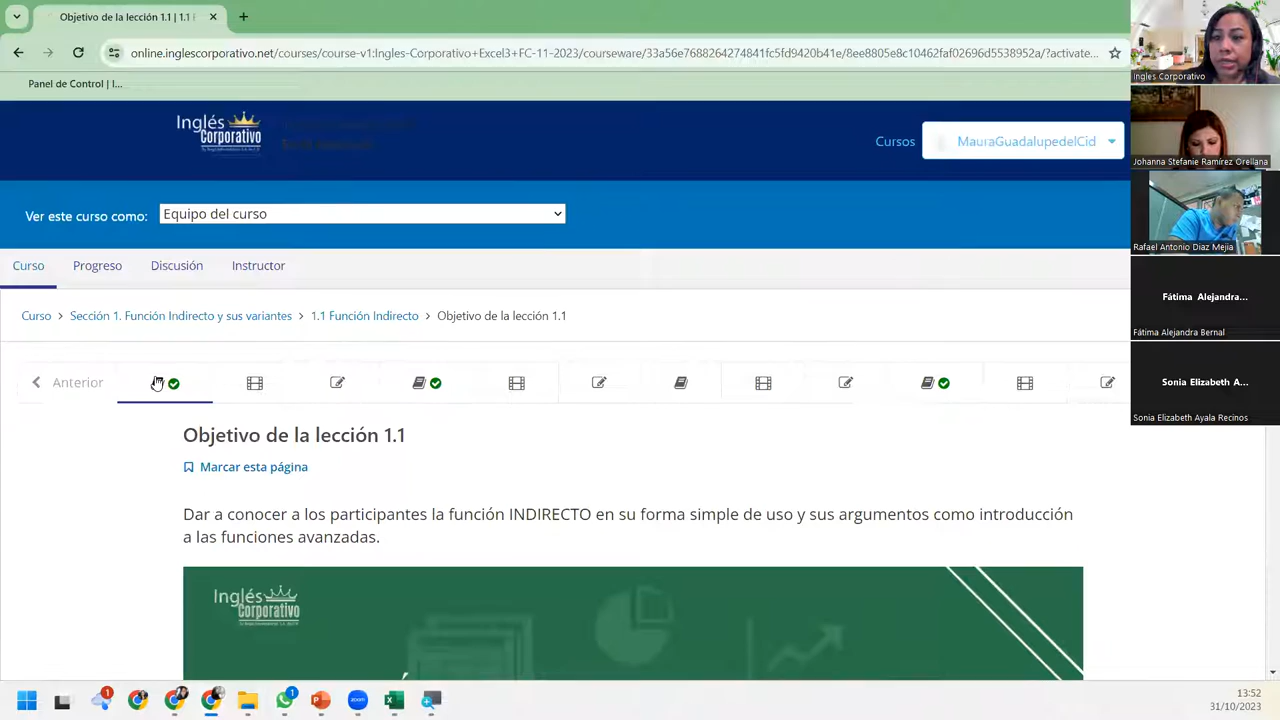 Objetivo de la lección 1.1 | 1.1 I
online.inglescorporativo.net/courses/course-v1:Ingles-Corporativo+Excel3+FC-11-2023/courseware/33a56e7688264274841fc5fd9420b41e/8ee8805e8c10462faf02696d5538952a/?activate...
Panel de Control | I...
Inglés
Corporativo
Cursos
MauraGuadalupedelCid
Ver este curso como:
Equipo del curso
Curso
Progreso
Discusión
Instructor
Curso > Sección 1. Función Indirecto y sus variantes > 1.1 Función Indirecto > Objetivo de la lección 1.1
Anterior
Objetivo de la lección 1.1
Marcar esta página
Dar a conocer a los participantes la función INDIRECTO en su forma simple de uso y sus argumentos como introducción
a las funciones avanzadas.
Inglés
Corporativo
Ingles Corporativo
Johanna Stefanie Ramírez Orellana
Rafael Antonio Diaz Mejia
Fátima Alejandra...
Fátima Alejandra Bernal
Sonia Elizabeth A...
Sonia Elizabeth Ayala Recinos
1
1
zoom
13:52
31/10/2023